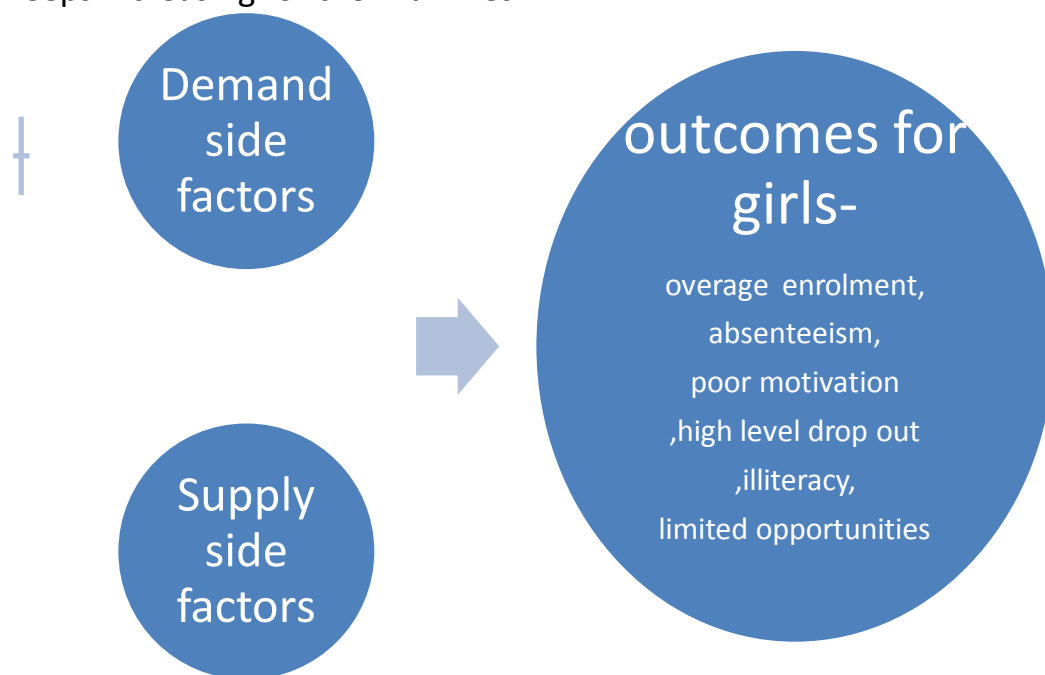 Demand
side
factors
outcomes for
girls-
overage enrolment,
absenteeism,
poor motivation
,high level drop out
,illiteracy,
limited opportunities
Supply
side
factors